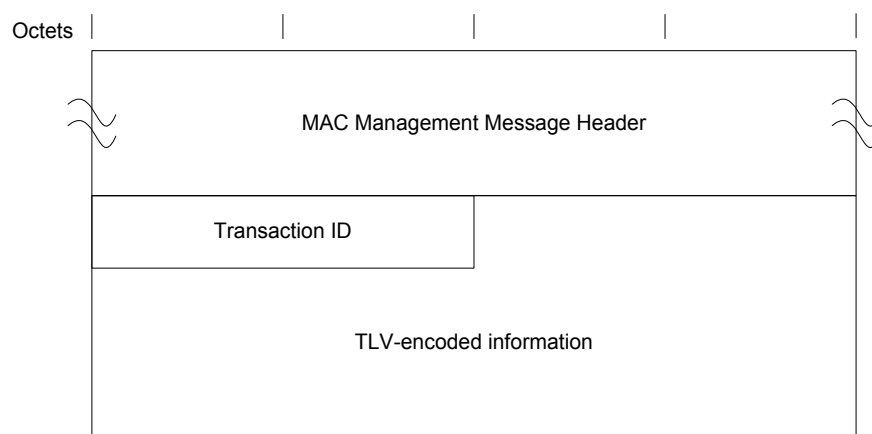 Octets
MAC Management Message Header
Transaction ID
TLV-encoded information